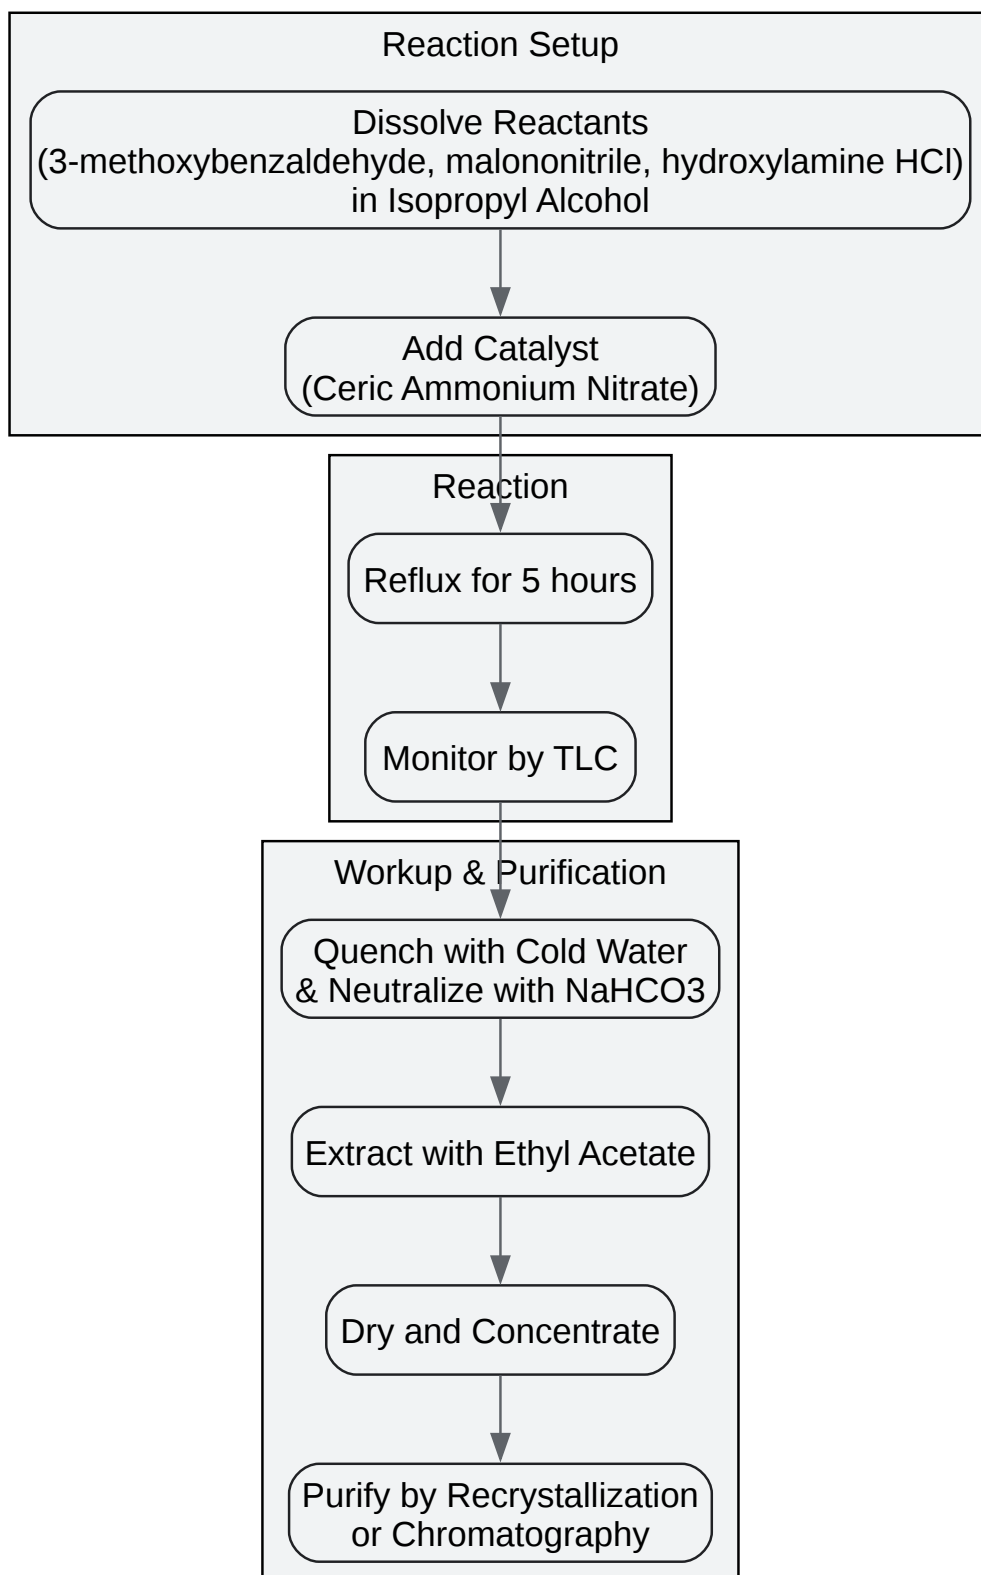 Reaction Setup
Dissolve Reactants
(3-methoxybenzaldehyde, malononitrile, hydroxylamine HCl)
in Isopropyl Alcohol
Add Catalyst
(Ceric Ammonium Nitrate)
Reaction
Reflux for 5 hours
Monitor by TLC
Workup & Purification
Quench with Cold Water
& Neutralize with NaHCO3
Extract with Ethyl Acetate
Dry and Concentrate
Purify by Recrystallization
or Chromatography